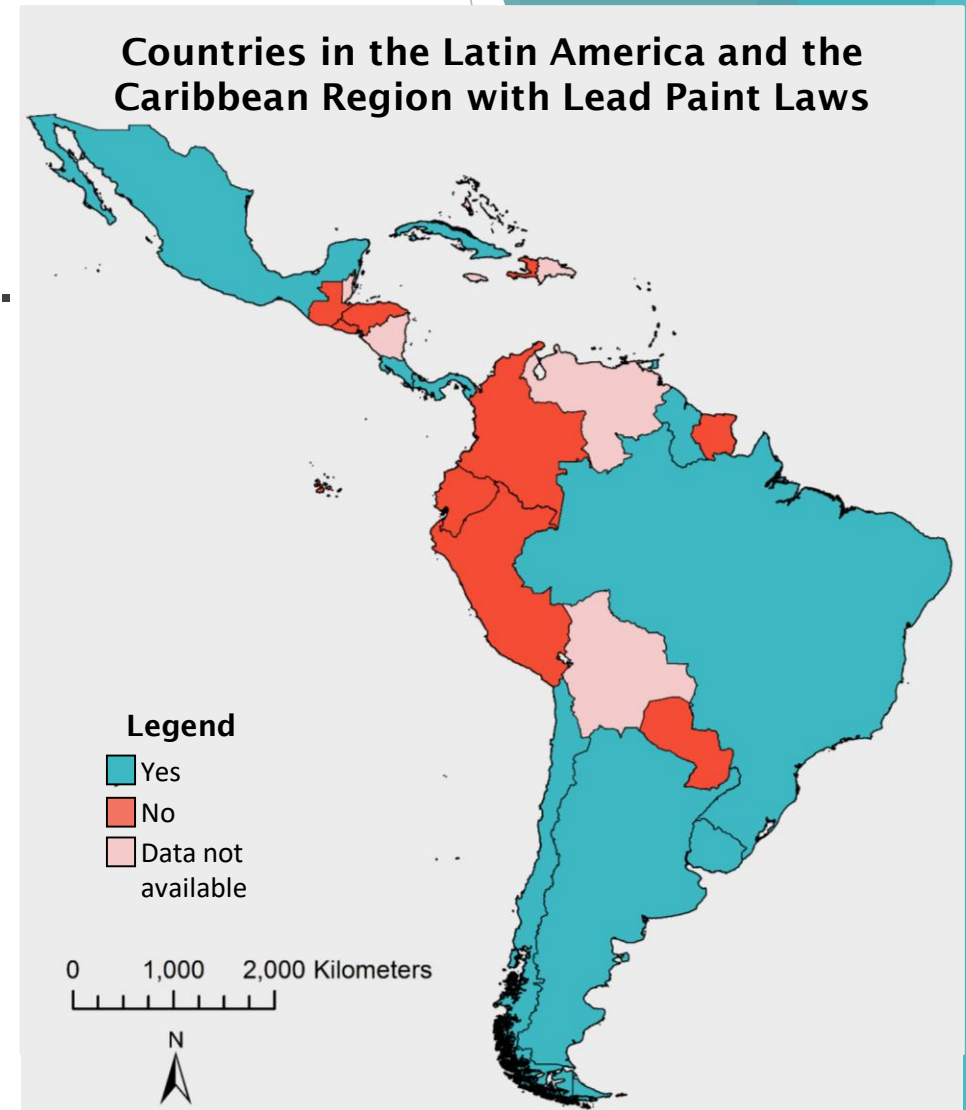 Countries in the Latin America and the
Caribbean Region with Lead Paint Laws
Legend
Yes
No
Data not
available
0 1,000 2,000 Kilometers
N